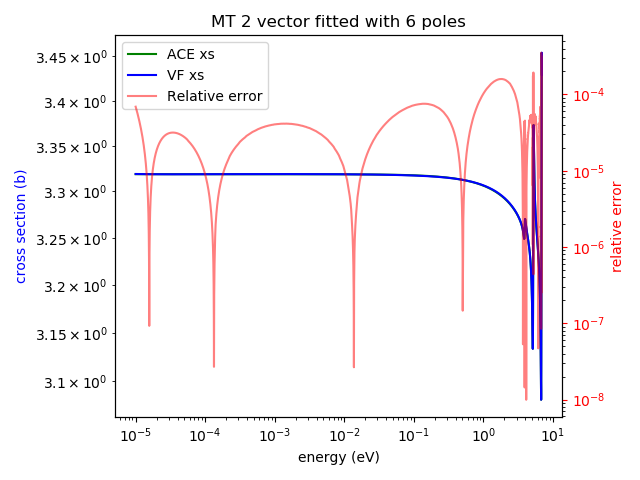 MT 2 vector fitted with 6 poles
ACE xs
VF xs
Relative error
3.45 × 10⁰
3.4 × 10⁰
3.35 × 10⁰
3.3 × 10⁰
3.25 × 10⁰
3.2 × 10⁰
3.15 × 10⁰
3.1 × 10⁰
cross section (b)
10⁻⁴
10⁻⁵
10⁻⁶
10⁻⁷
10⁻⁸
relative error
10⁻⁵ 10⁻⁴ 10⁻³ 10⁻² 10⁻¹ 10⁰ 10¹
energy (eV)